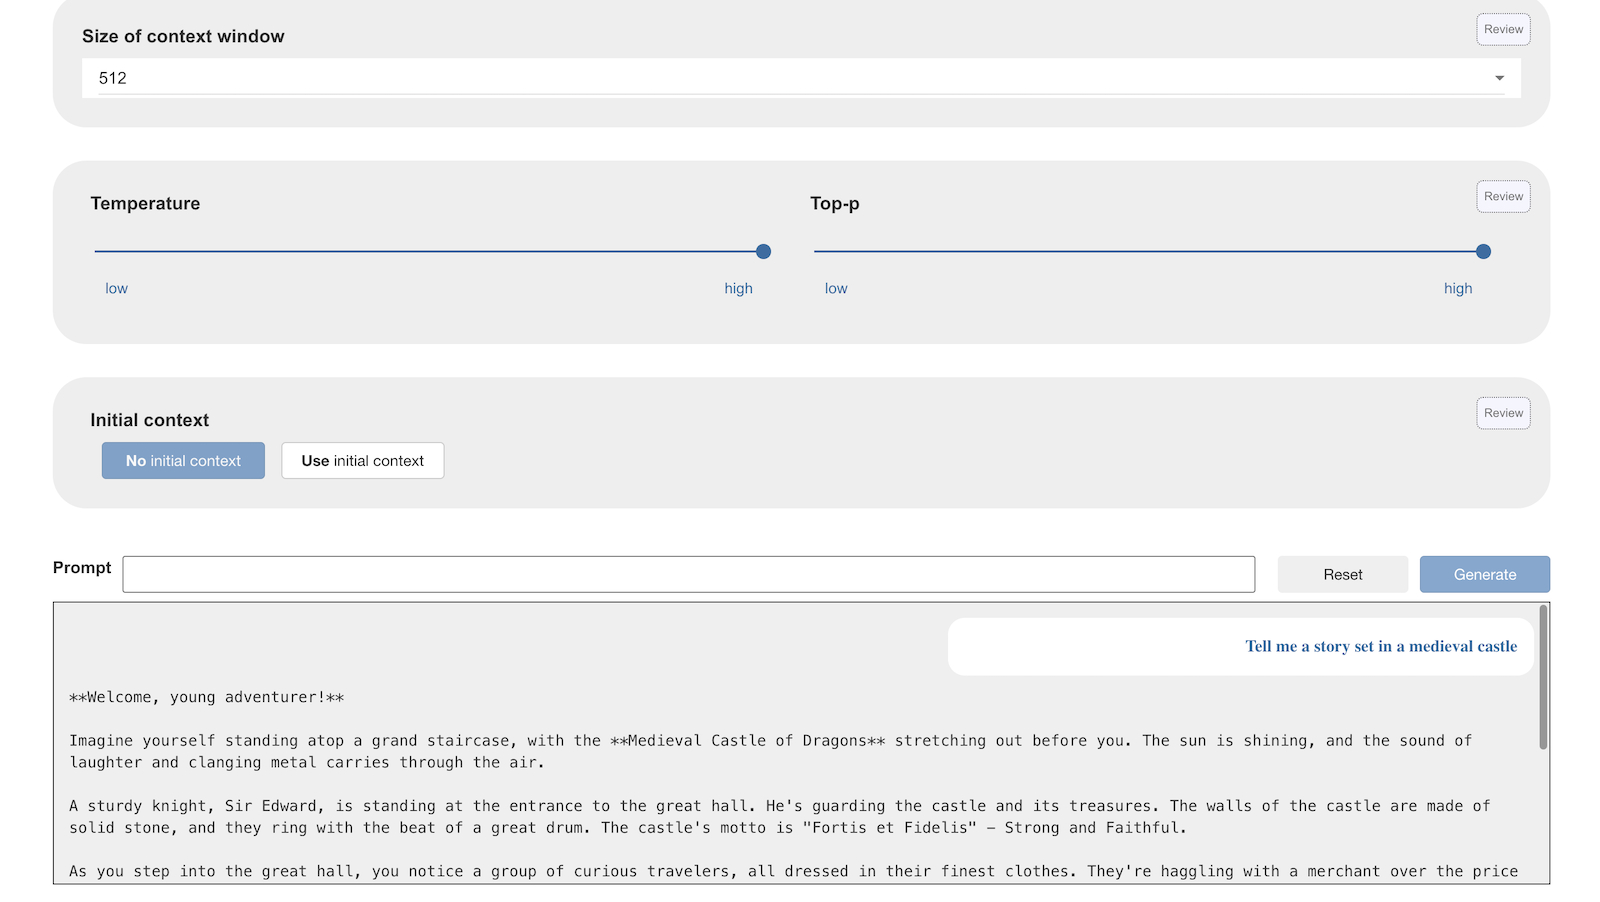 Size of context window
Review
512
Temperature
Top-p
Review
low
high
low
high
Initial context
Review
No initial context
Use initial context
Prompt
Reset
Generate
Tell me a story set in a medieval castle
**Welcome, young adventurer!**
Imagine yourself standing atop a grand staircase, with the **Medieval Castle of Dragons** stretching out before you. The sun is shining, and the sound of
laughter and clanging metal carries through the air.
A sturdy knight, Sir Edward, is standing at the entrance to the great hall. He's guarding the castle and its treasures. The walls of the castle are made of
solid stone, and they ring with the beat of a great drum. The castle's motto is "Fortis et Fidelis" – Strong and Faithful.
As you step into the great hall, you notice a group of curious travelers, all dressed in their finest clothes. They're haggling with a merchant over the price